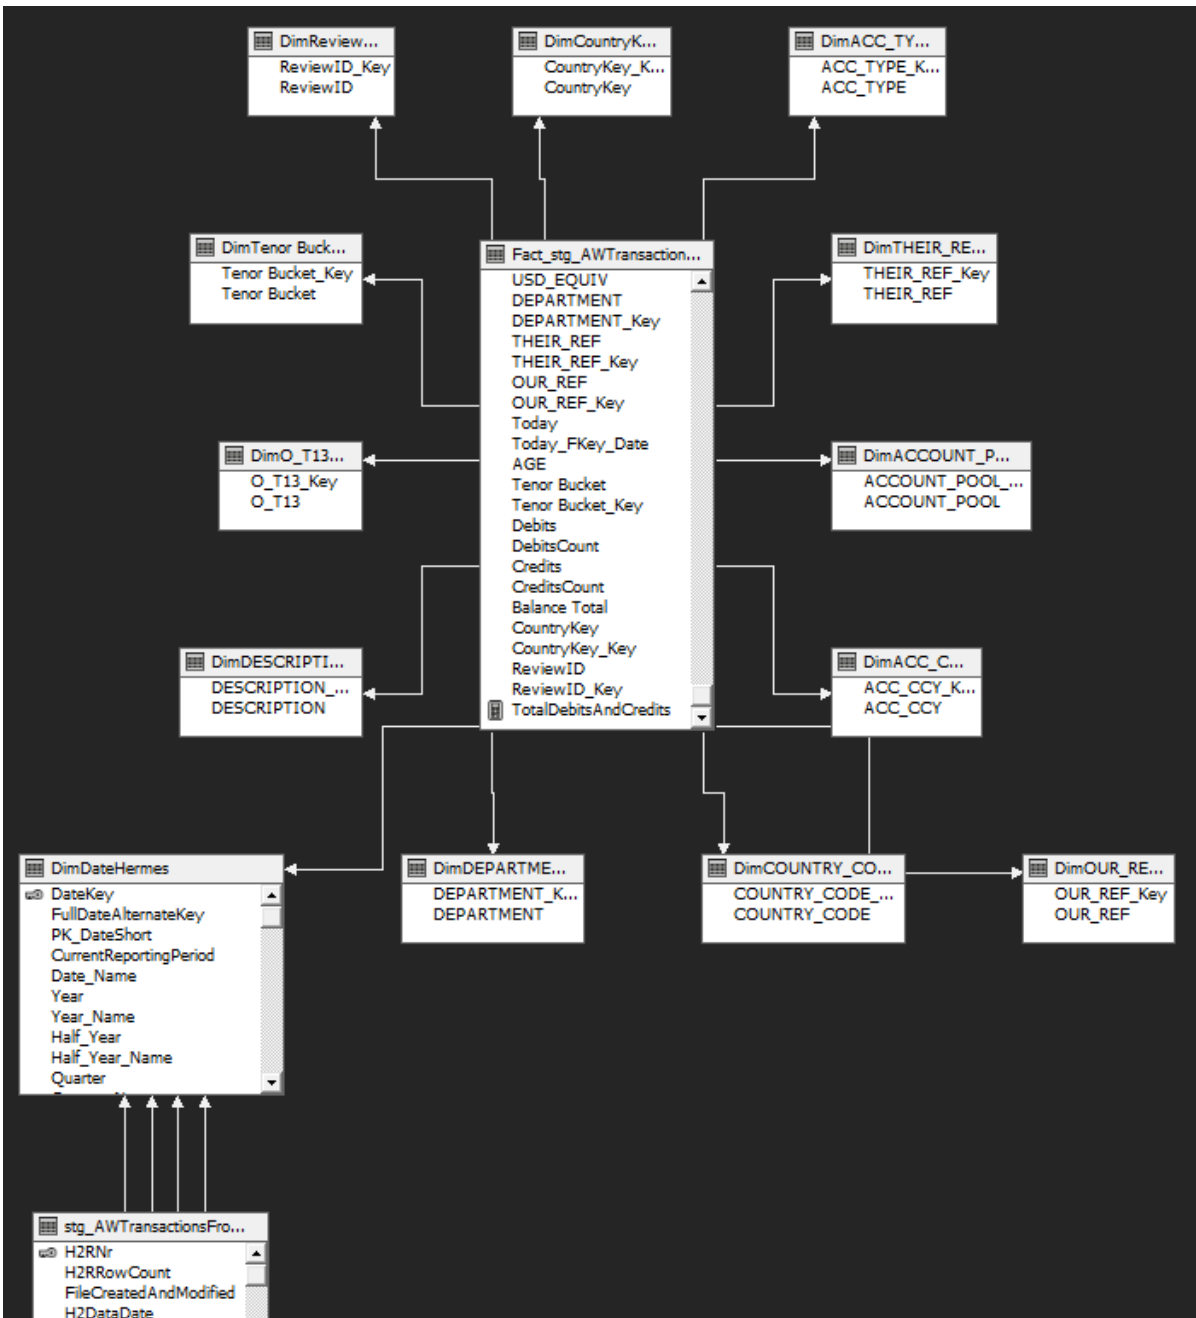 DimReview...
ReviewID_Key
ReviewID
DimCountryK...
CountryKey_K...
CountryKey
DimACC_TY...
ACC_TYPE_K...
ACC_TYPE
DimTenor Buck...
Tenor Bucket_Key
Tenor Bucket
Fact_stg_AWTransaction...
USD_EQUIV
DEPARTMENT
DEPARTMENT_Key
THEIR_REF
THEIR_REF_Key
OUR_REF
OUR_REF_Key
Today
Today_FKey_Date
AGE
Tenor Bucket
Tenor Bucket_Key
Debits
DebitsCount
Credits
CreditsCount
Balance Total
CountryKey
CountryKey_Key
ReviewID
ReviewID_Key
TotalDebitsAndCredits
DimTHEIR_RE...
THEIR_REF_Key
THEIR_REF
DimO_T13...
O_T13_Key
O_T13
DimACCOUNT_P...
ACCOUNT_POOL_...
ACCOUNT_POOL
DimDESCRIPTI...
DESCRIPTION_...
DESCRIPTION
DimACC_C...
ACC_CCY_K...
ACC_CCY
DimDateHermes
DateKey
FullDateAlternateKey
PK_DateShort
CurrentReportingPeriod
Date_Name
Year
Year_Name
Half_Year
Half_Year_Name
Quarter
DimDEPARTME...
DEPARTMENT_K...
DEPARTMENT
DimCOUNTRY_CO...
COUNTRY_CODE_...
COUNTRY_CODE
DimOUR_RE...
OUR_REF_Key
OUR_REF
stg_AWTransactionsFro...
H2RNr
H2RRowCount
FileCreatedAndModified
H2DataDate